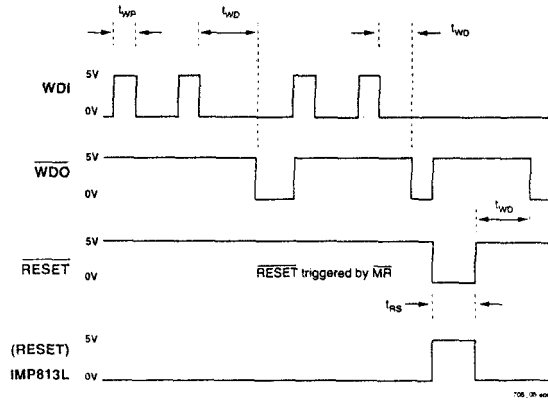 tWP
tWD
tWD
WDI
5V
0V
WDO
5V
0V
tWD
RESET
5V
0V
RESET triggered by MR
tRS
(RESET)
IMP813L
5V
0V